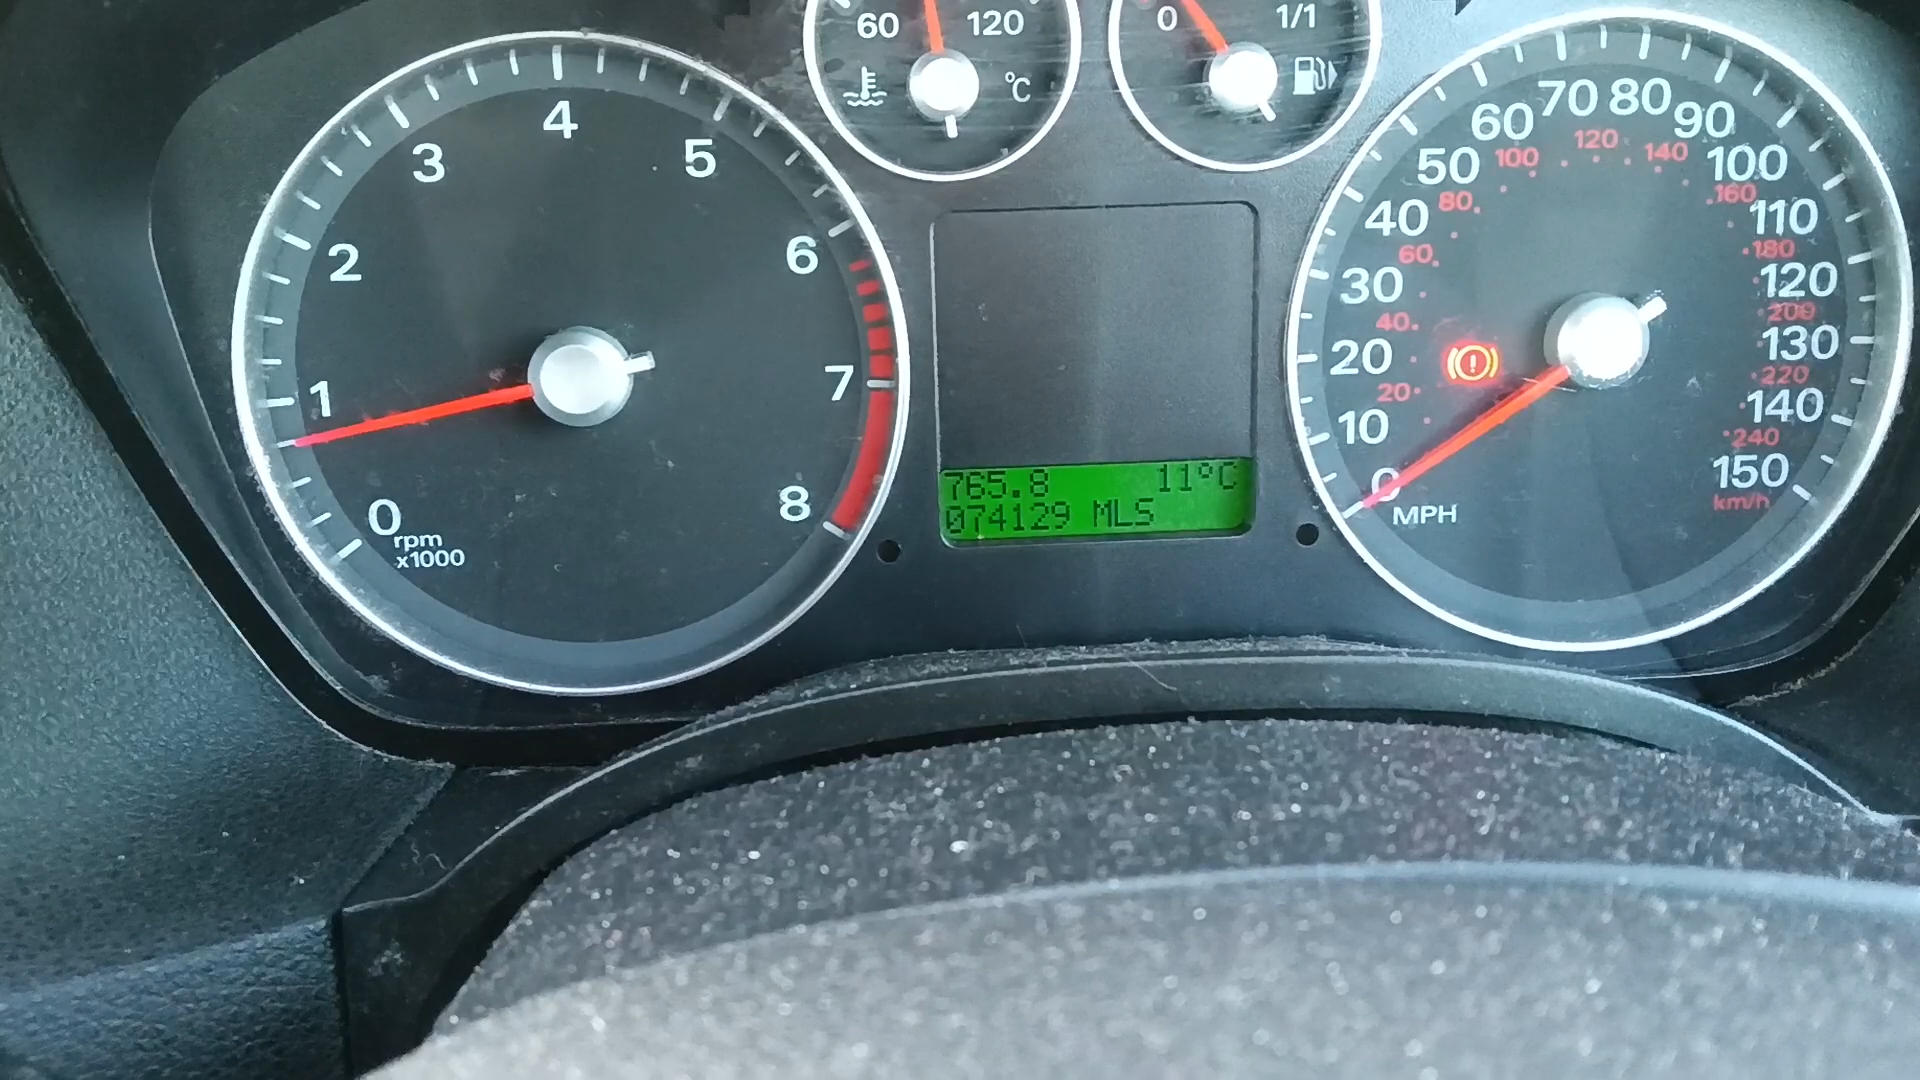 60 120
°C
0 1/1
0 1 2 3 4 5 6 7 8
rpm
x1000
765.8 11°C
074129 MLS
0 10 20 30 40 50 60 70 80 90 100 110 120 130 140 150
20 40 60 80 100 120 140 160 180 200 220 240
MPH
km/h